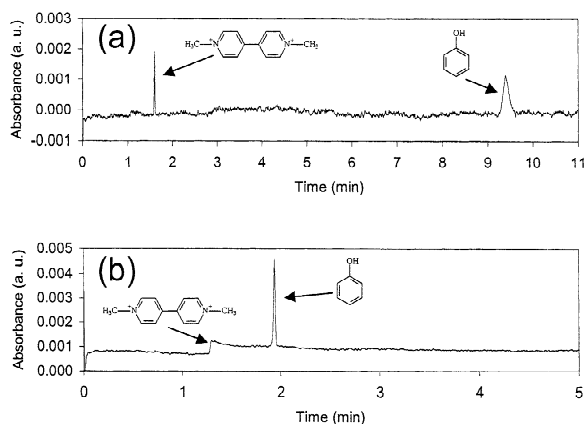 (a)
Absorbance (a. u.)
0.003
0.002
0.001
0.000
-0.001
H₃C-N⁺ N⁺-CH₃
OH
0 1 2 3 4 5 6 7 8 9 10 11
Time (min)
(b)
Absorbance (a. u.)
0.005
0.004
0.003
0.002
0.001
0.000
H₃C-N⁺ N⁺-CH₃
OH
0 1 2 3 4 5
Time (min)